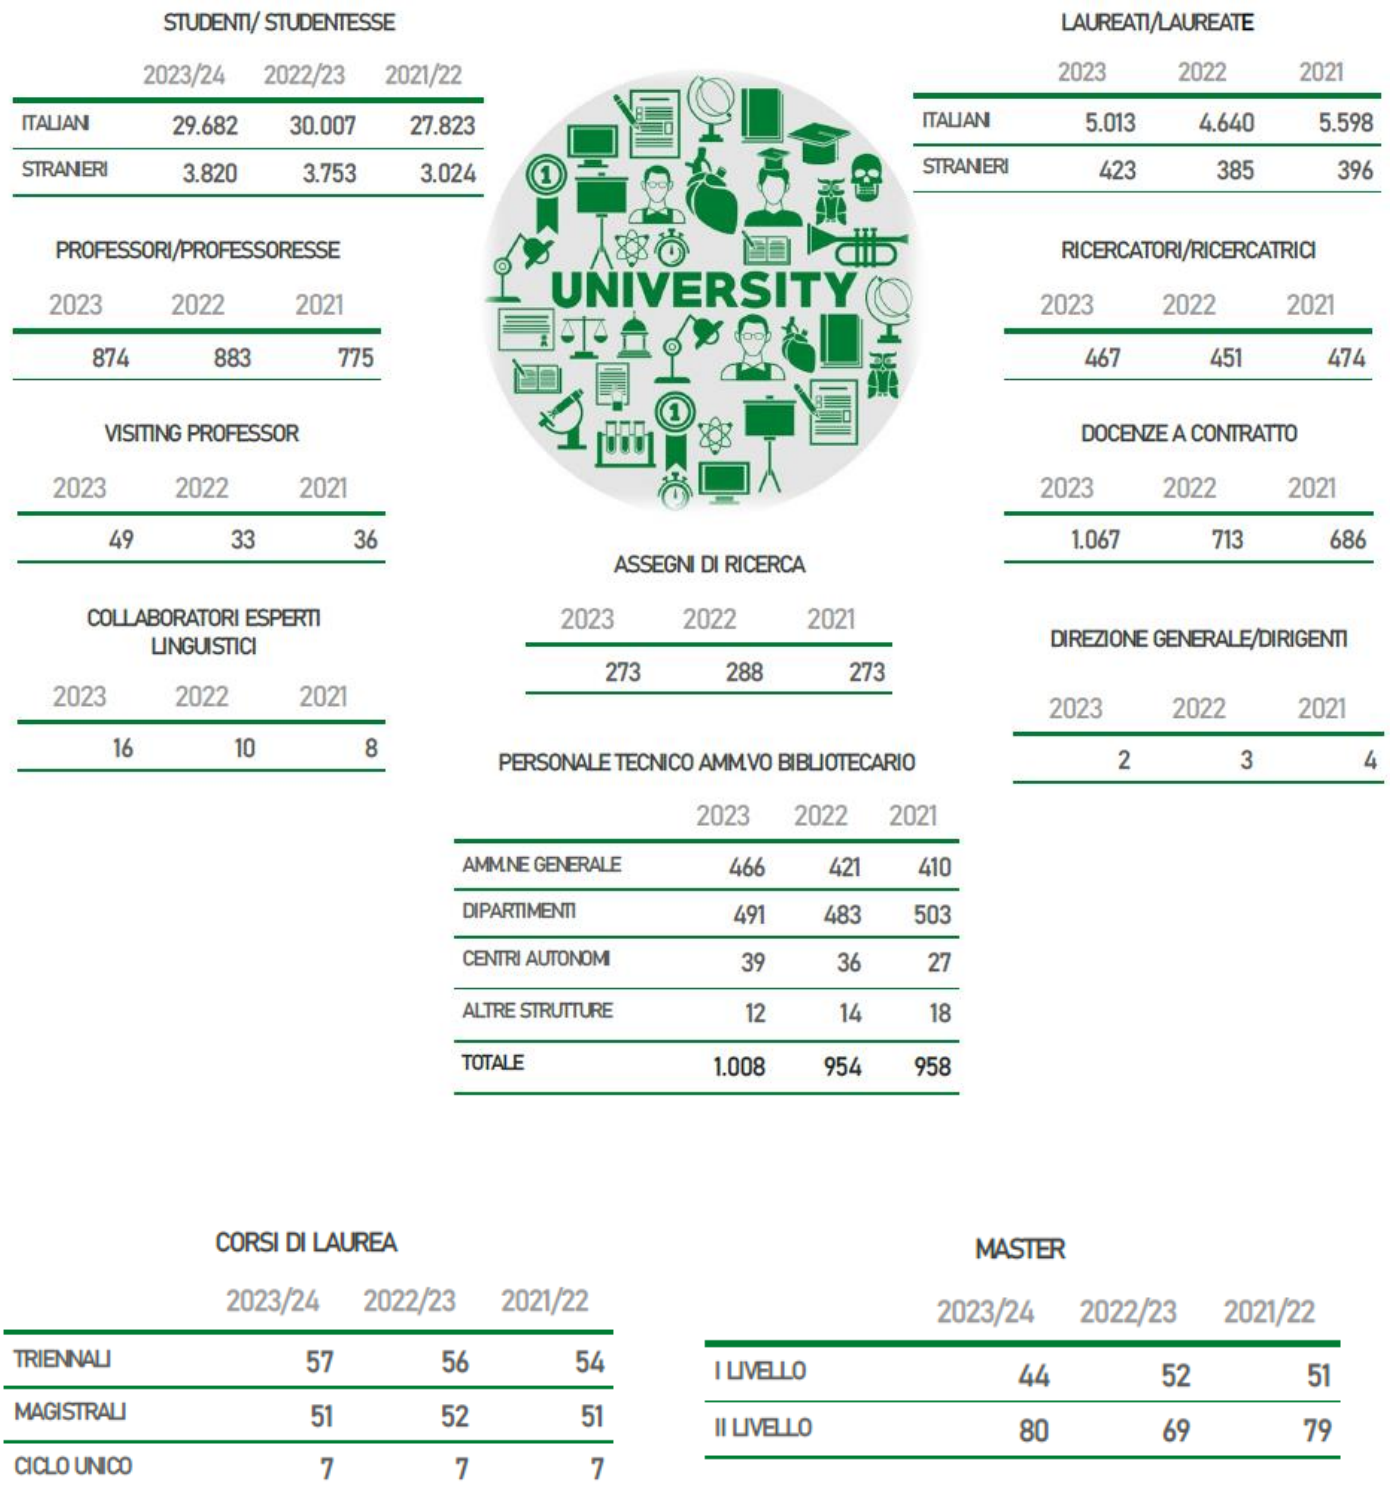 STUDENTI/ STUDENTESSE
2023/24 2022/23 2021/22
ITALIANI 29.682 30.007 27.823
STRANIERI 3.820 3.753 3.024
LAUREATI/LAUREATE
2023 2022 2021
ITALIANI 5.013 4.640 5.598
STRANIERI 423 385 396
PROFESSORI/PROFESSORESSE
2023 2022 2021
874 883 775
1
UNIVERSITY
1
RICERCATORI/RICERCATRICI
2023 2022 2021
467 451 474
VISITING PROFESSOR
2023 2022 2021
49 33 36
DOCENZE A CONTRATTO
2023 2022 2021
1.067 713 686
ASSEGNI DI RICERCA
2023 2022 2021
273 288 273
COLLABORATORI ESPERTI
LINGUISTICI
2023 2022 2021
16 10 8
DIREZIONE GENERALE/DIRIGENTI
2023 2022 2021
2 3 4
PERSONALE TECNICO AMM.VO BIBLIOTECARIO
2023 2022 2021
AMM.NE GENERALE 466 421 410
DIPARTIMENTI 491 483 503
CENTRI AUTONOMI 39 36 27
ALTRE STRUTTURE 12 14 18
TOTALE 1.008 954 958
CORSI DI LAUREA
2023/24 2022/23 2021/22
TRIENNALI 57 56 54
MAGISTRALI 51 52 51
CICLO UNICO 7 7 7
MASTER
2023/24 2022/23 2021/22
I LIVELLO 44 52 51
II LIVELLO 80 69 79